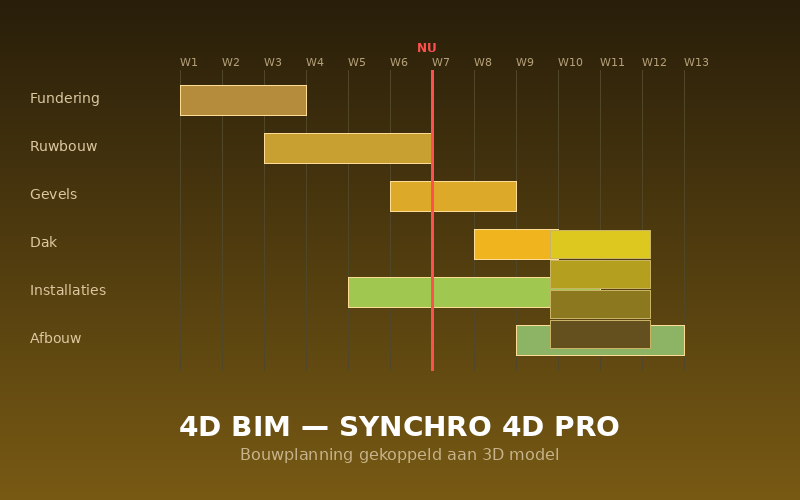 NU
W1 W2 W3 W4 W5 W6 W7 W8 W9 W10 W11 W12 W13
Fundering
Ruwbouw
Gevels
Dak
Installaties
Afbouw
4D BIM — SYNCHRO 4D PRO
Bouwplanning gekoppeld aan 3D model